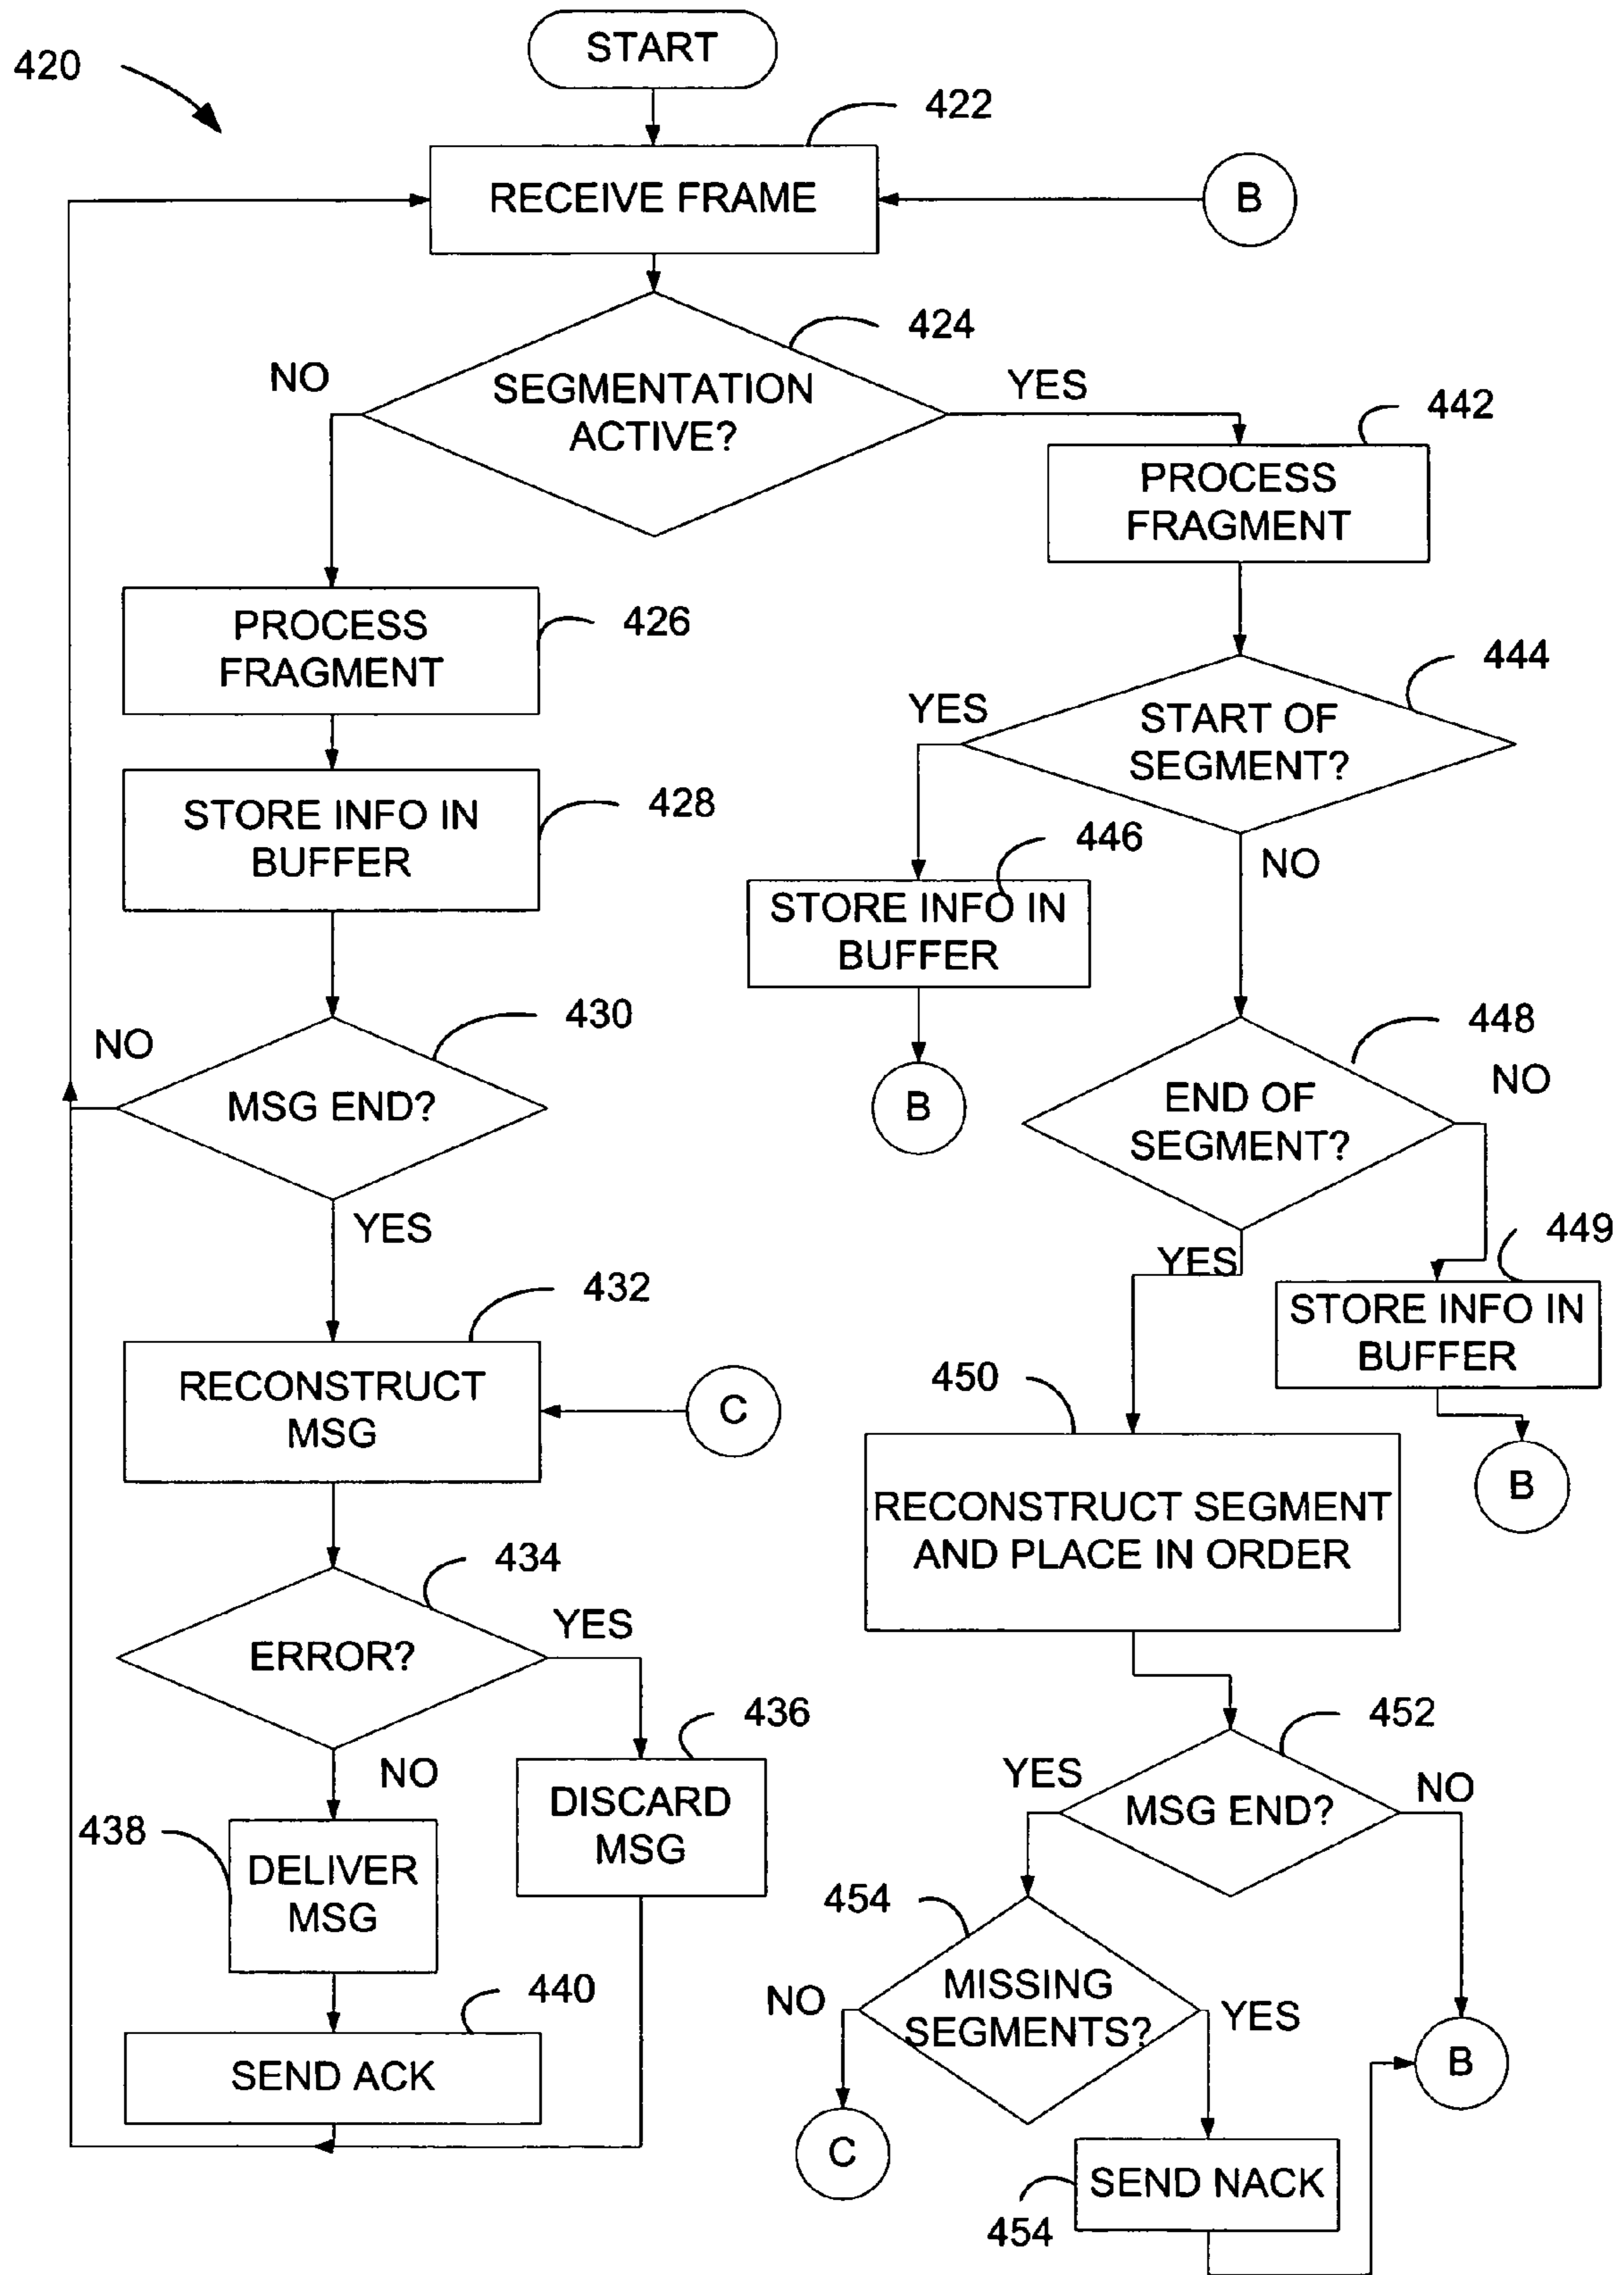 START
420
422
RECEIVE FRAME
B
424
NO
SEGMENTATION
ACTIVE?
YES
442
PROCESS
FRAGMENT
PROCESS
FRAGMENT
426
444
YES
START OF
SEGMENT?
STORE INFO IN
BUFFER
428
446
NO
STORE INFO IN
BUFFER
430
448
NO
NO
MSG END?
B
END OF
SEGMENT?
YES
449
YES
432
STORE INFO IN
BUFFER
RECONSTRUCT
MSG
C
450
B
RECONSTRUCT SEGMENT
AND PLACE IN ORDER
434
YES
ERROR?
436
452
NO
YES
NO
DISCARD
MSG
MSG END?
438
DELIVER
MSG
454
440
NO
MISSING
SEGMENTS?
YES
SEND ACK
B
C
SEND NACK
454